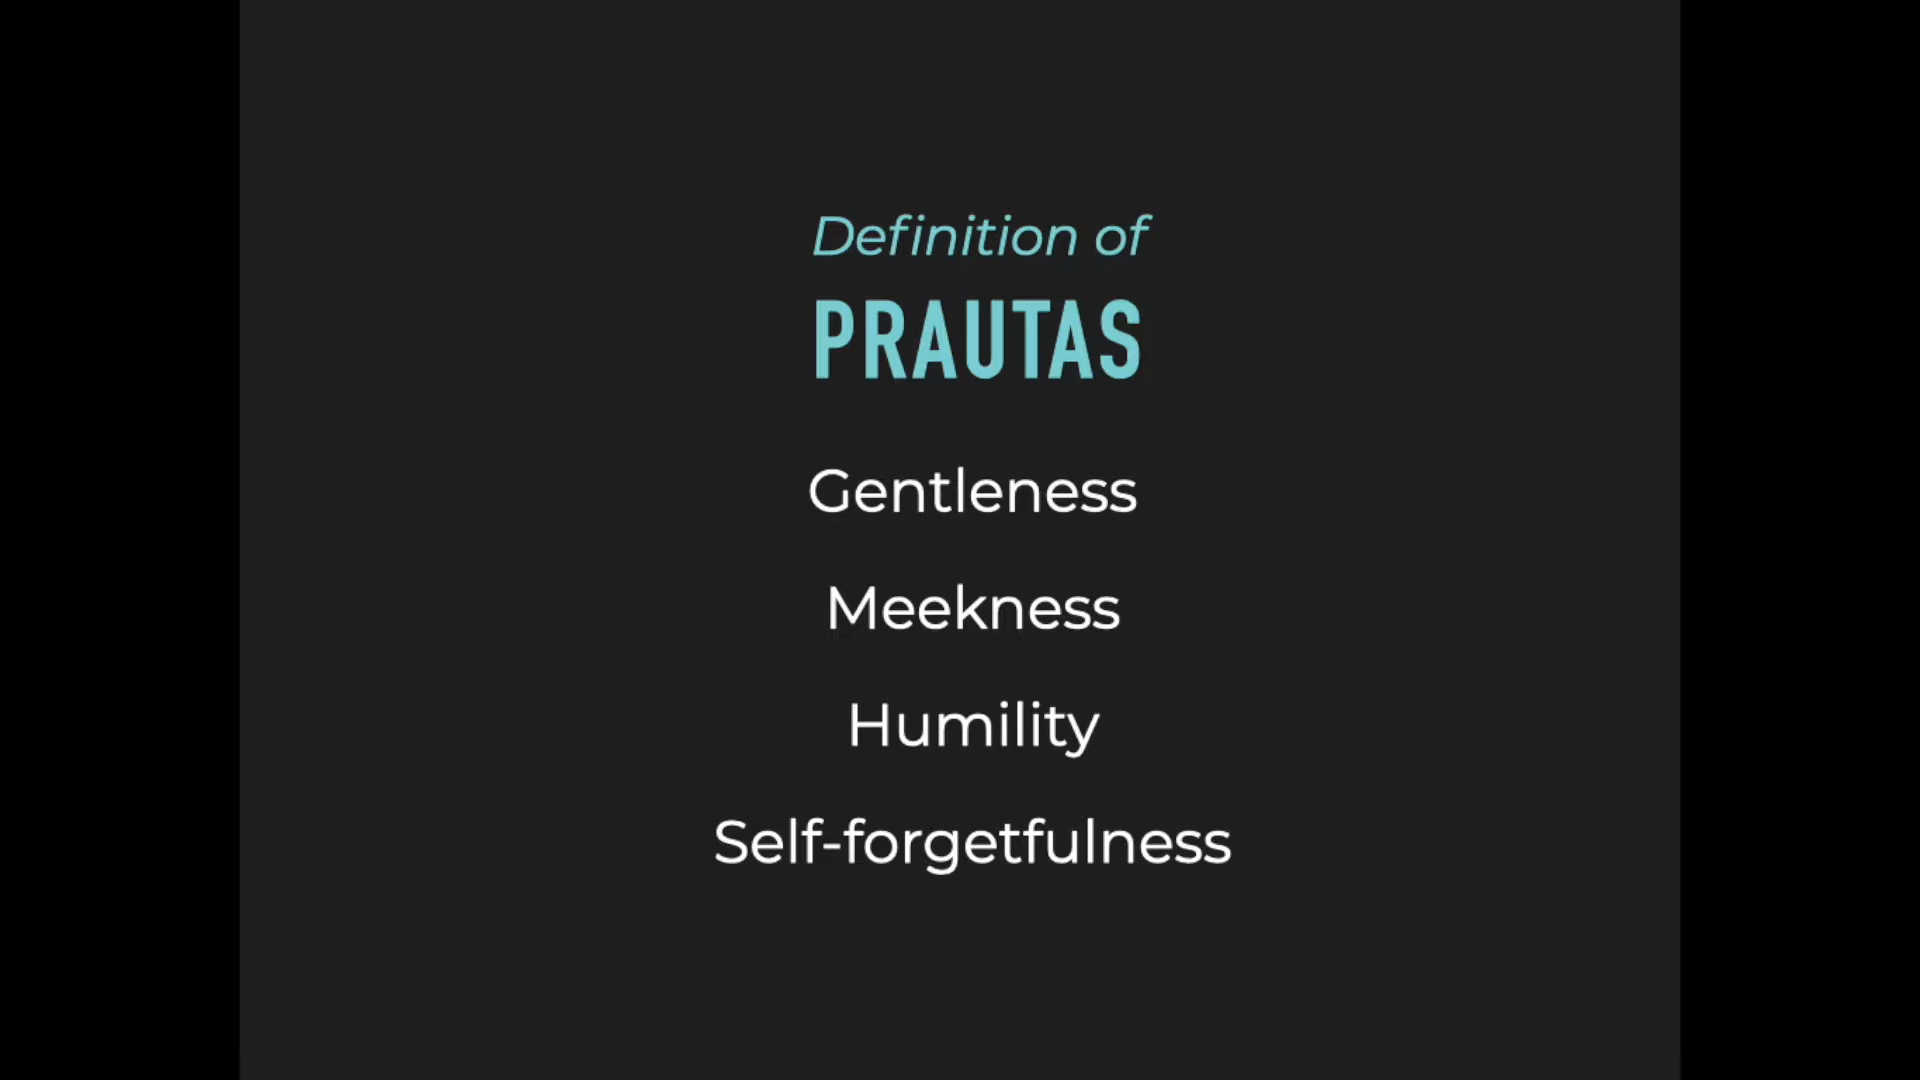 Definition of
PRAUTAS
Gentleness
Meekness
Humility
Self-forgetfulness